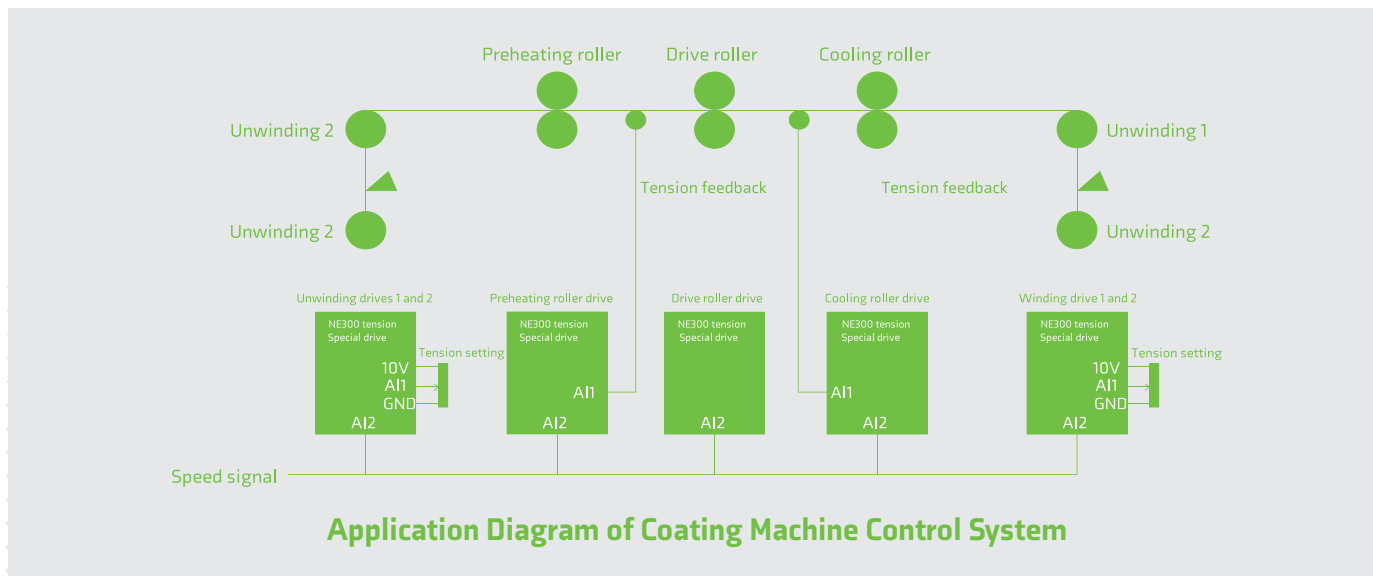 Preheating roller
Drive roller
Cooling roller
Unwinding 2
Unwinding 1
Tension feedback
Tension feedback
Unwinding 2
Unwinding 2
Unwinding drives 1 and 2
Preheating roller drive
Drive roller drive
Cooling roller drive
Winding drive 1 and 2
NE300 tension
Special drive
10V
AI1
GND
AI2
Tension setting
NE300 tension
Special drive
AI1
AI2
NE300 tension
Special drive
AI2
NE300 tension
Special drive
AI1
AI2
NE300 tension
Special drive
10V
AI1
GND
AI2
Tension setting
Speed signal
Application Diagram of Coating Machine Control System